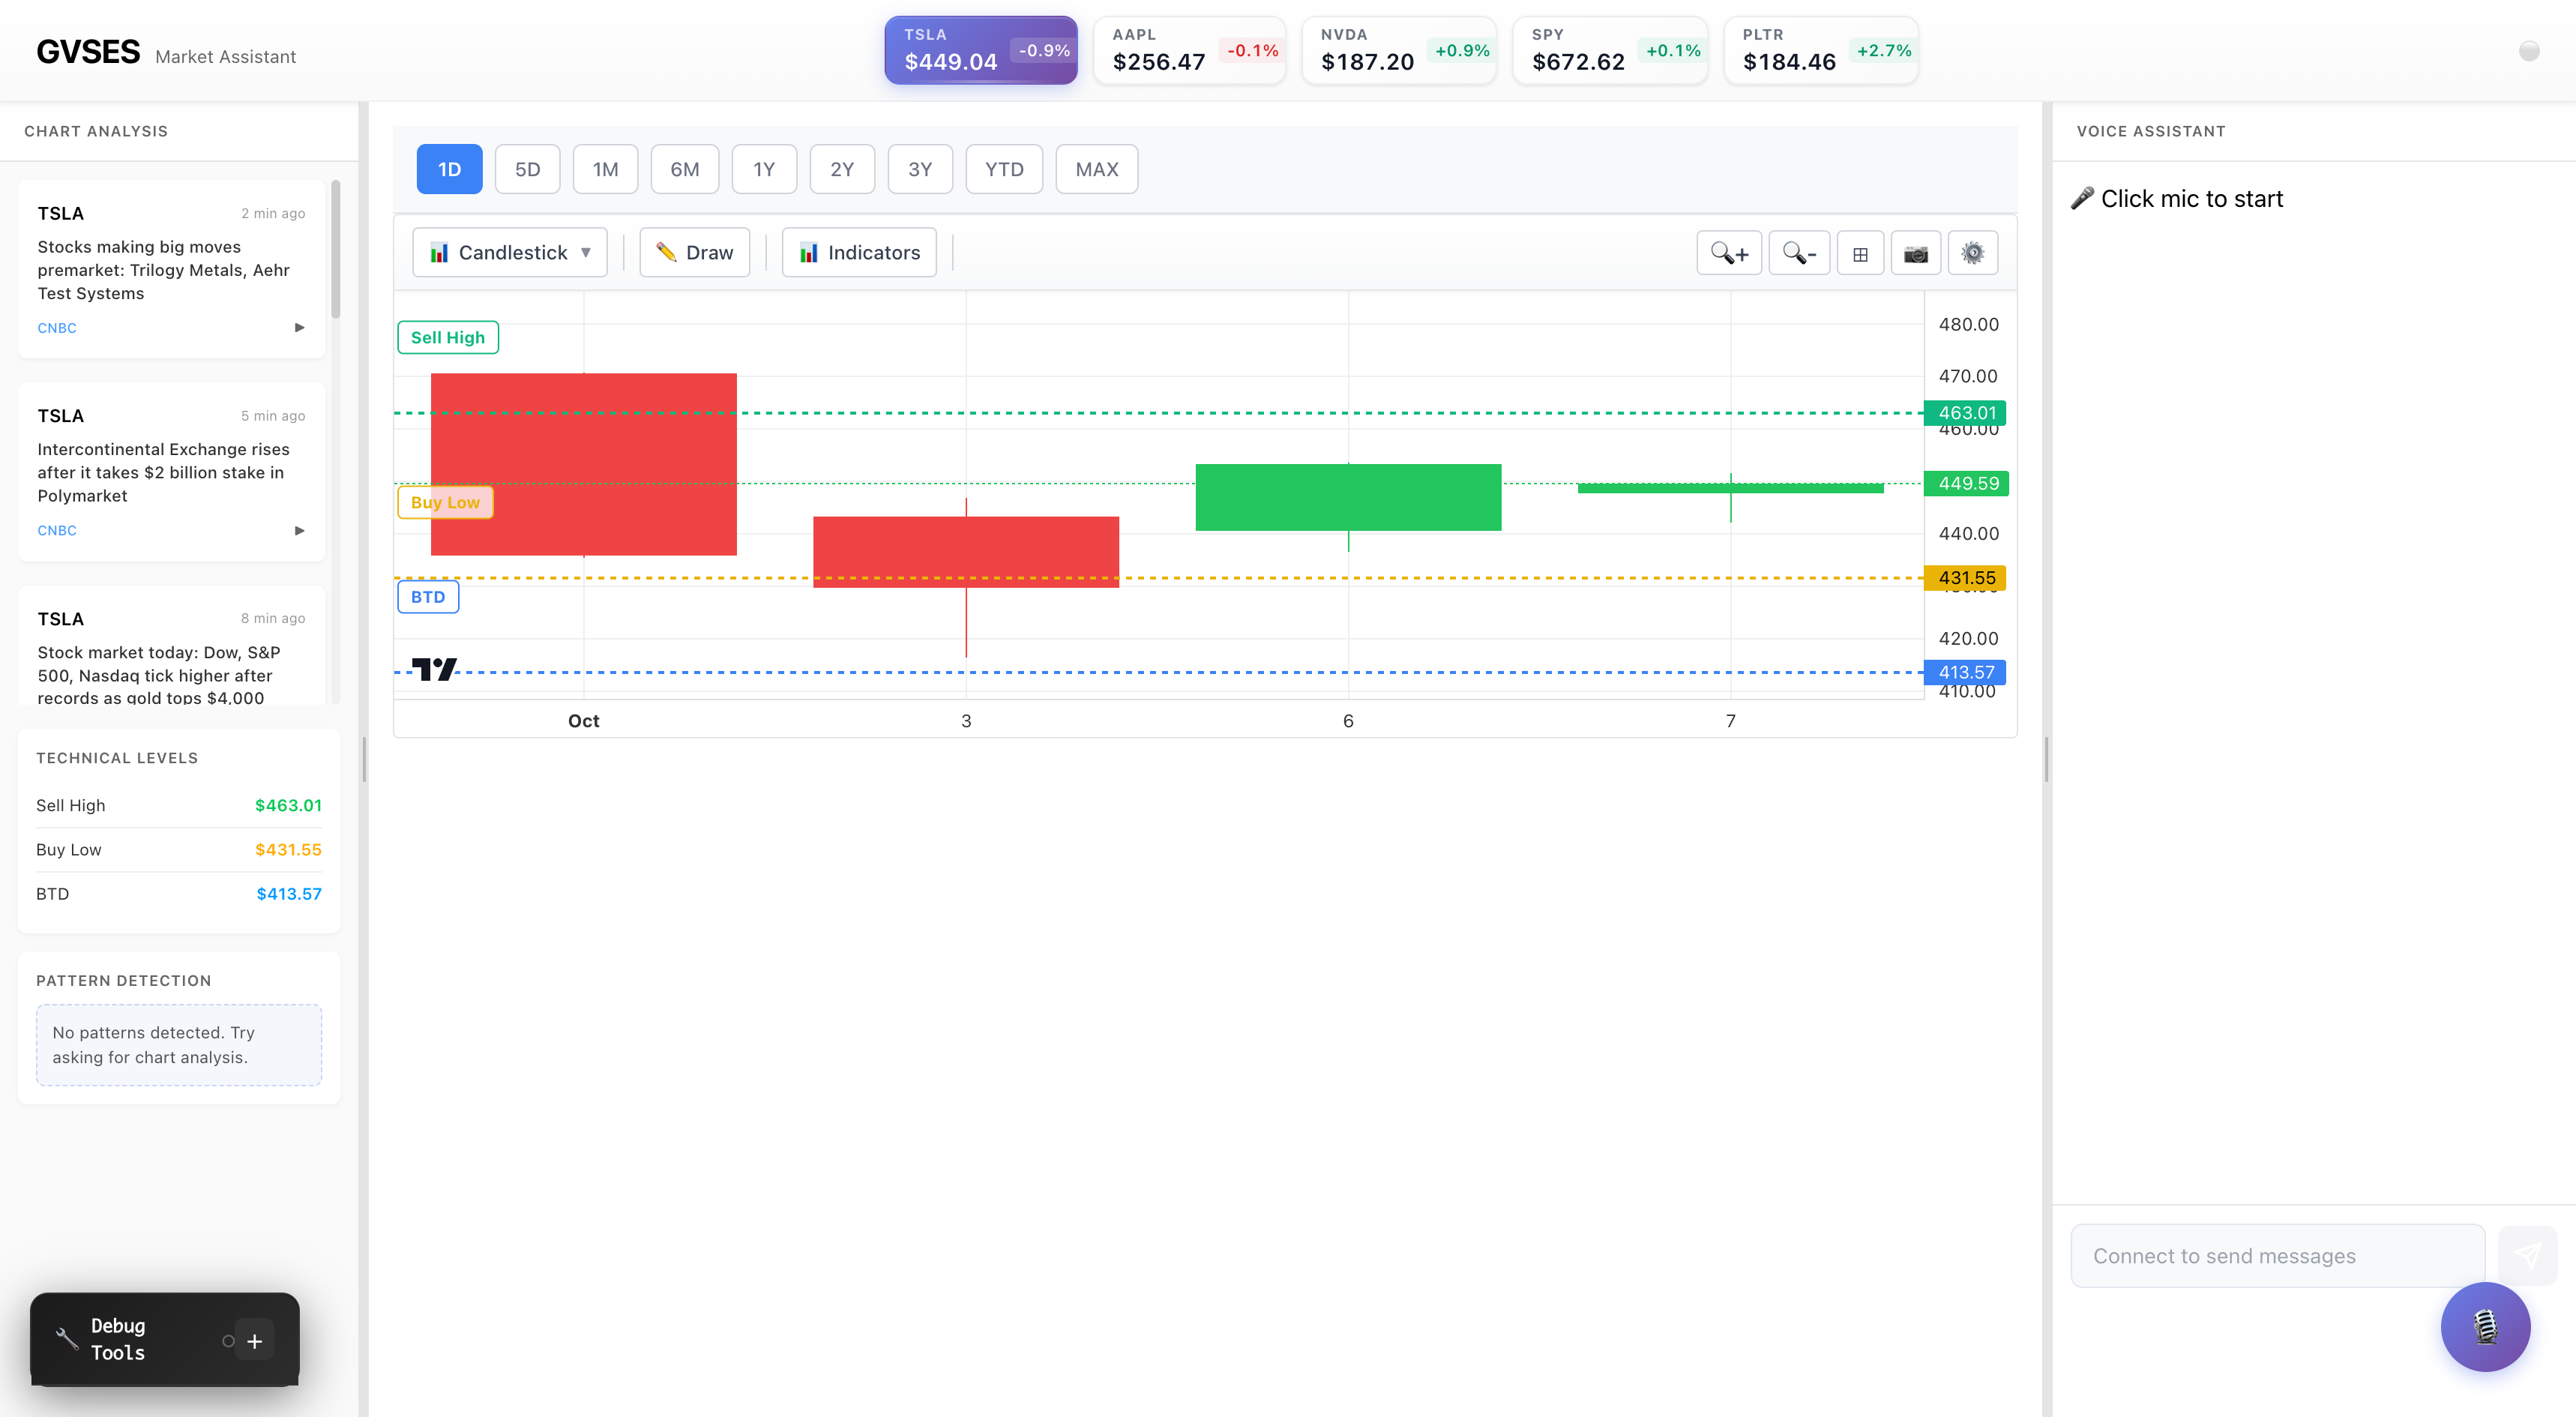 GVSES Market Assistant
TSLA
$449.04 -0.9%
AAPL
$256.47 -0.1%
NVDA
$187.20 +0.9%
SPY
$672.62 +0.1%
PLTR
$184.46 +2.7%
CHART ANALYSIS
TSLA 2 min ago
Stocks making big moves
premarket: Trilogy Metals, Aehr
Test Systems
CNBC
TSLA 5 min ago
Intercontinental Exchange rises
after it takes $2 billion stake in
Polymarket
CNBC
TSLA 8 min ago
Stock market today: Dow, S&P
500, Nasdaq tick higher after
records as gold tops $4,000
TECHNICAL LEVELS
Sell High $463.01
Buy Low $431.55
BTD $413.57
PATTERN DETECTION
No patterns detected. Try
asking for chart analysis.
Debug
Tools
+
1D 5D 1M 6M 1Y 2Y 3Y YTD MAX
Candlestick Draw Indicators
+ -
Sell High
Buy Low
BTD
480.00
470.00
463.01
460.00
449.59
440.00
431.55
420.00
413.57
410.00
Oct 3 6 7
VOICE ASSISTANT
Click mic to start
Connect to send messages